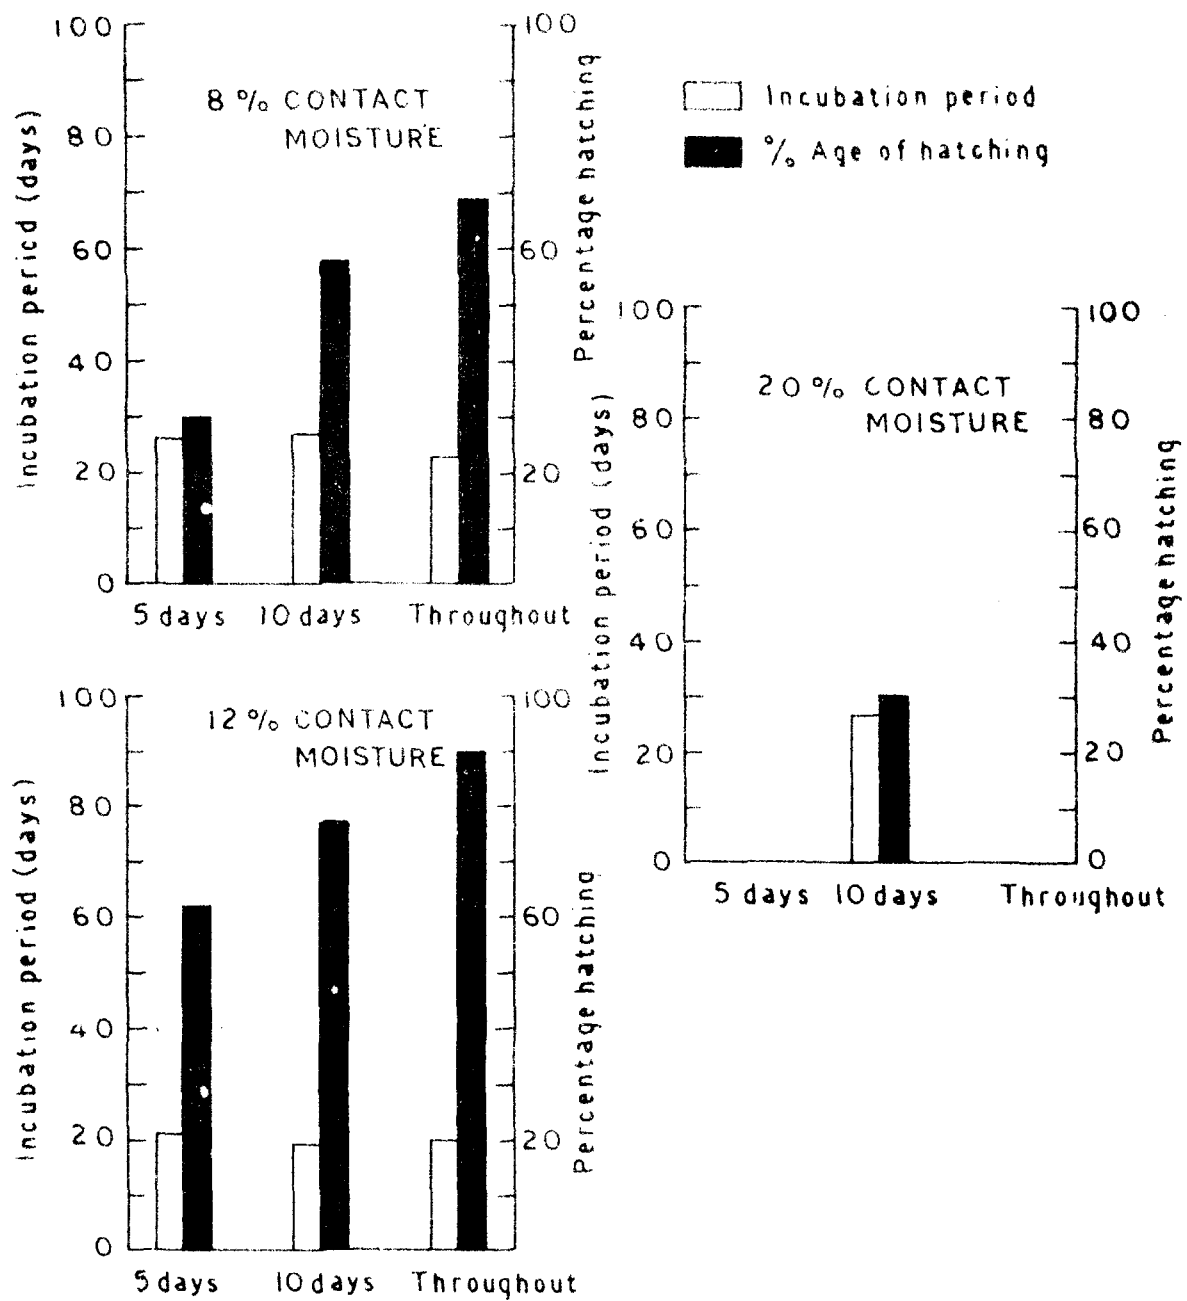 100
80
60
40
20
0
Incubation period (days)
8 % CONTACT
MOISTURE
100
60
20
Percentage hatching
5 days 10 days Throughout
Incubation period
% Age of hatching
100
80
60
40
20
0
Incubation period (days)
12 % CONTACT
MOISTURE
100
60
20
Percentage hatching
5 days 10 days Throughout
100
80
60
40
20
0
Incubation period (days)
20 % CONTACT
MOISTURE
100
80
60
40
20
0
Percentage hatching
5 days 10 days Throughout